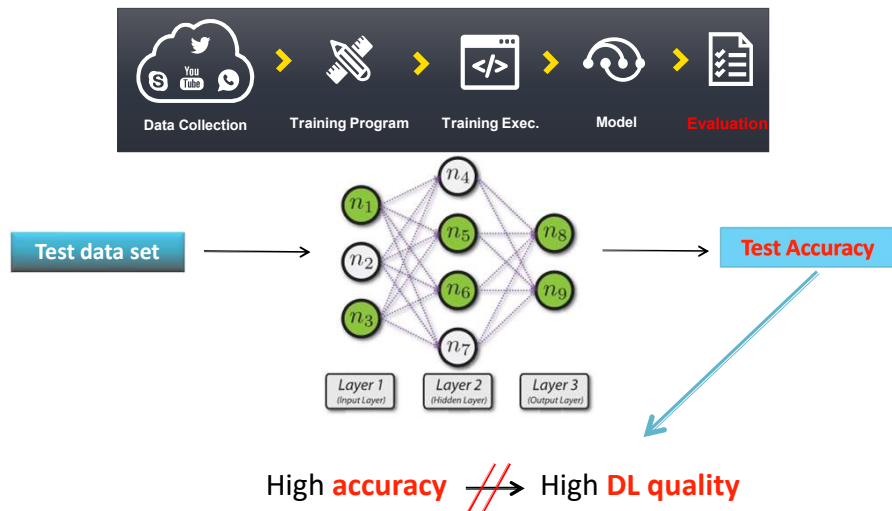 You
Tube
Data Collection
Training Program
Training Exec.
Model
Evaluation
</>
n4
n1
n5
n8
n2
n6
n9
n3
n7
Test data set
Test Accuracy
Layer 1
(Input Layer)
Layer 2
(Hidden Layer)
Layer 3
(Output Layer)
High accuracy
High DL quality